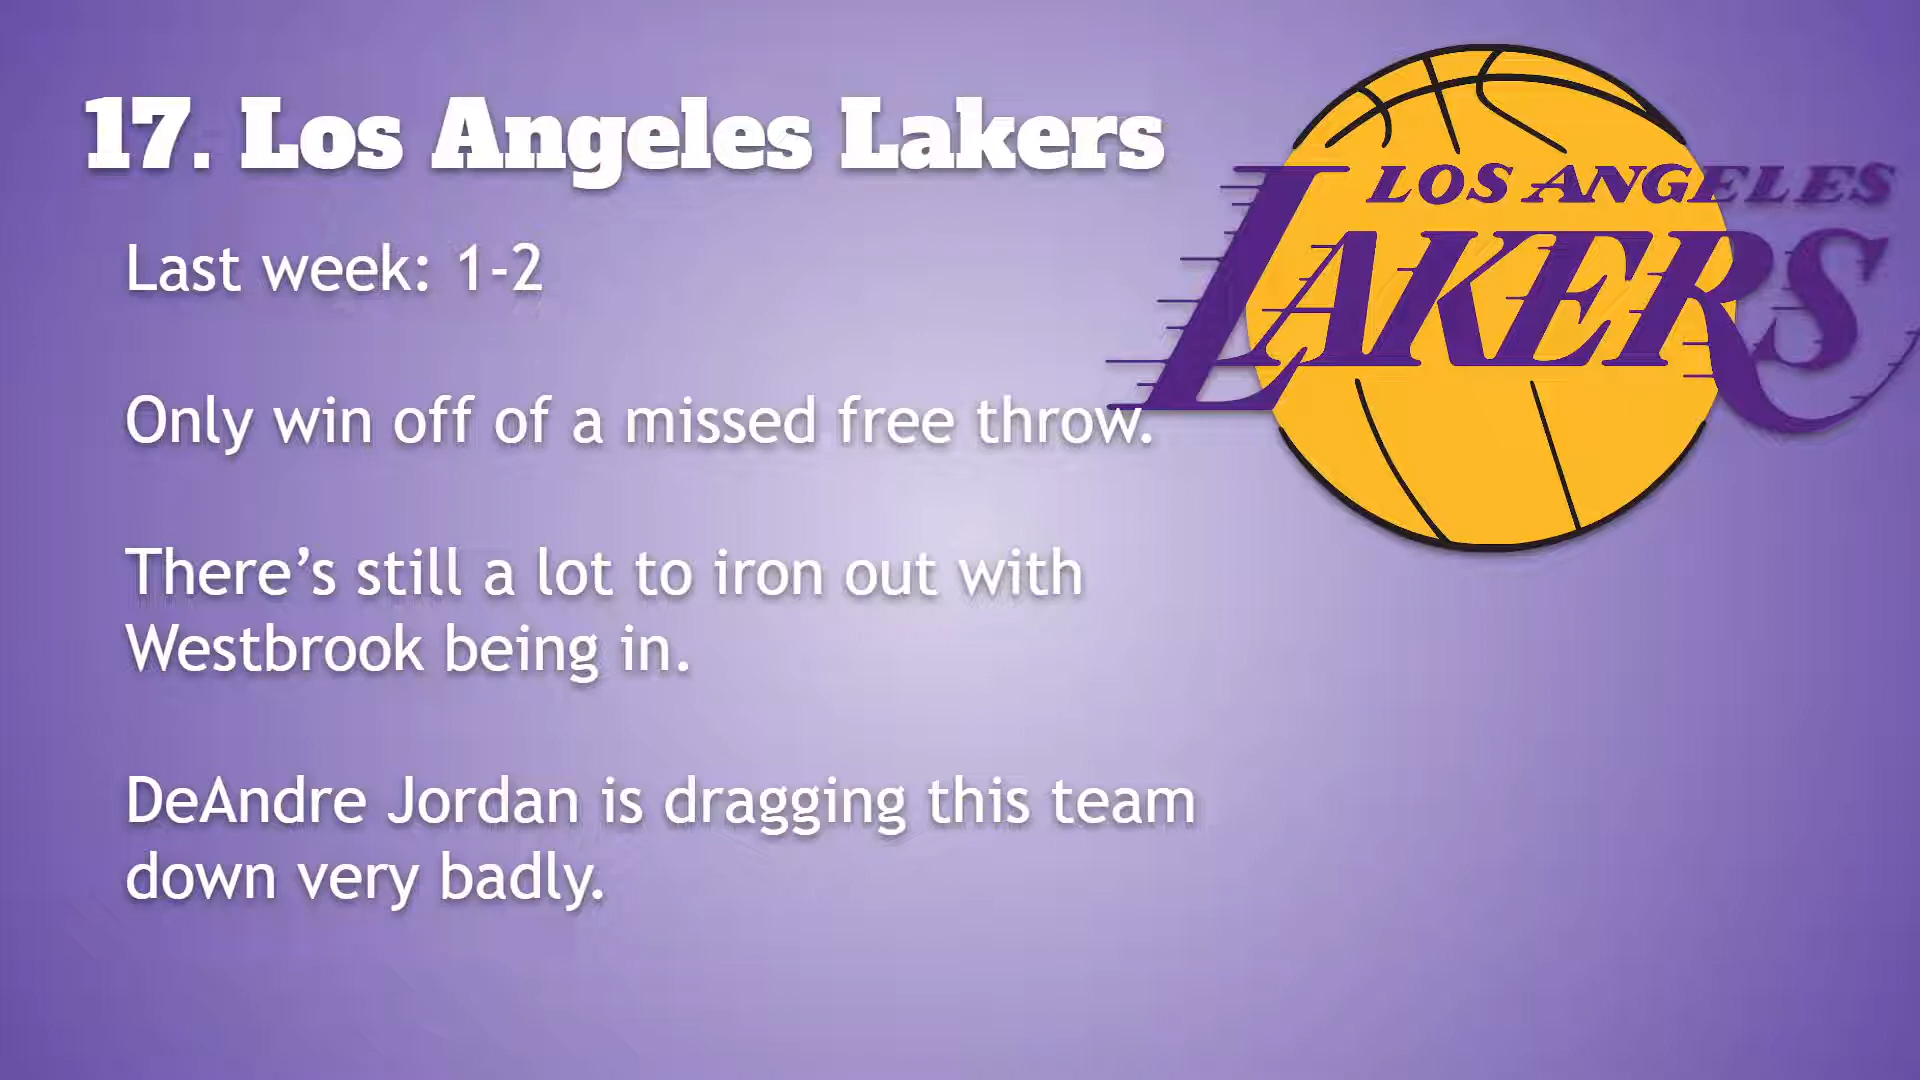 17. Los Angeles Lakers
LOS ANGELES
LAKERS
Last week: 1-2
Only win off of a missed free throw.
There’s still a lot to iron out with
Westbrook being in.
DeAndre Jordan is dragging this team
down very badly.